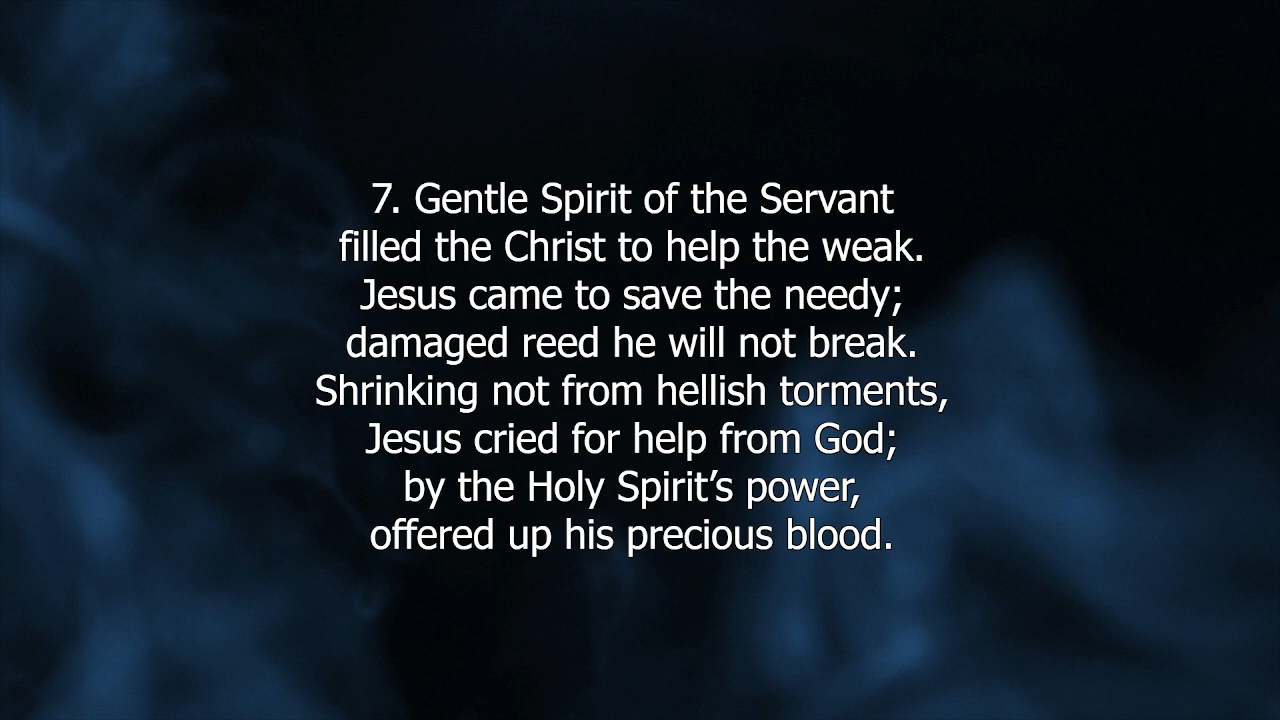 7. Gentle Spirit of the Servant
filled the Christ to help the weak.
Jesus came to save the needy;
damaged reed he will not break.
Shrinking not from hellish torments,
Jesus cried for help from God;
by the Holy Spirit’s power,
offered up his precious blood.